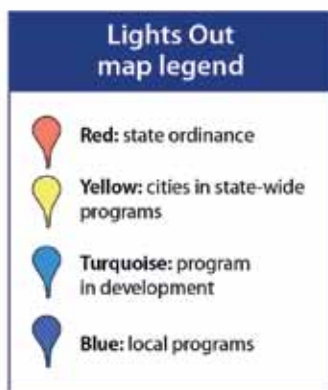 Lights Out
map legend
Red: state ordinance
Yellow: cities in state-wide
programs
Turquoise: program
in development
Blue: local programs